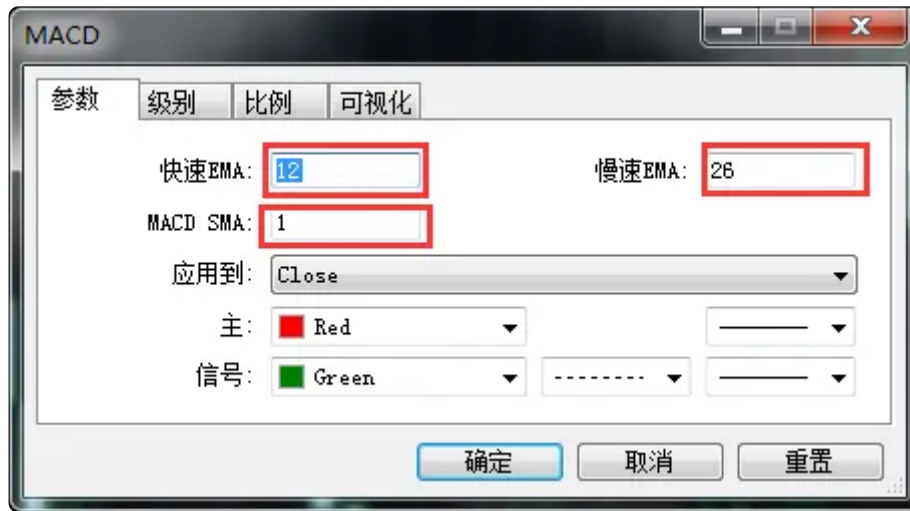 MACD
参数 级别 比例 可视化
快速EMA: 12 慢速EMA: 26
MACD SMA: 1
应用到: Close
主: Red
信号: Green
确定 取消 重置